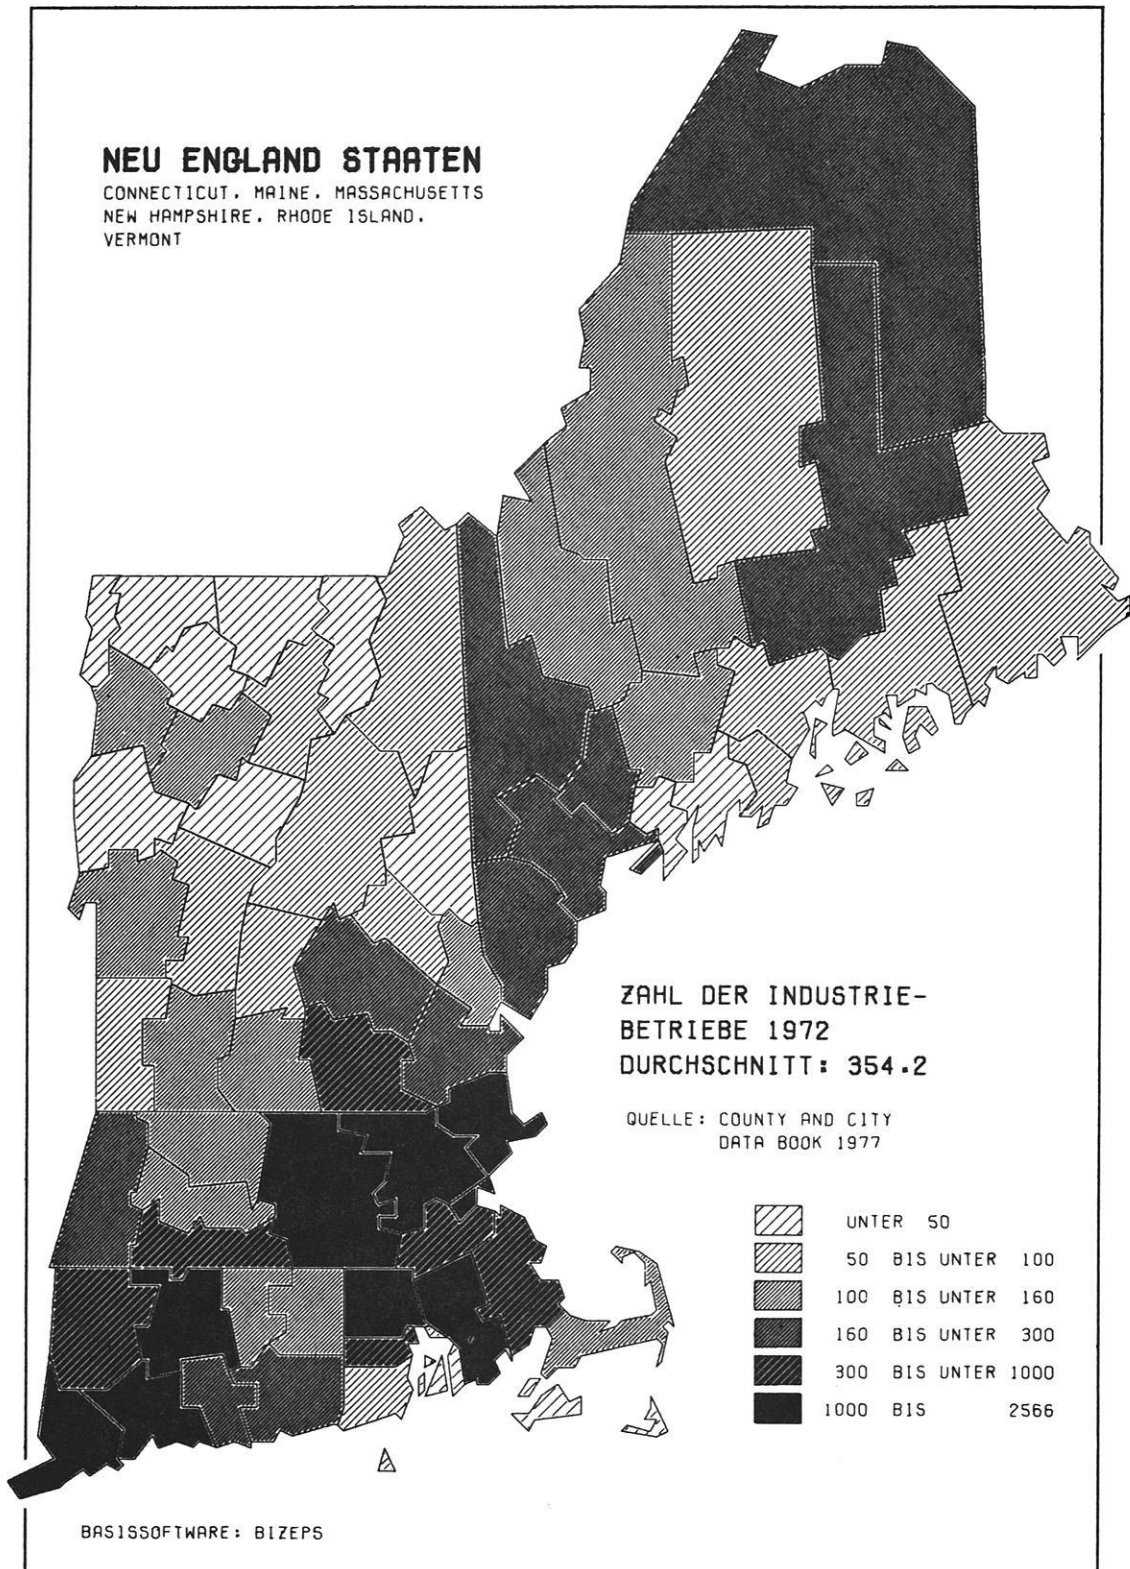 NEU ENGLAND STAATEN
CONNECTICUT, MAINE, MASSACHUSETTS
NEW HAMPSHIRE, RHODE ISLAND,
VERMONT
ZAHL DER INDUSTRIE-
BETRIEBE 1972
DURCHSCHNITT: 354.2
QUELLE: COUNTY AND CITY
DATA BOOK 1977
UNTER 50
50 BIS UNTER 100
100 BIS UNTER 160
160 BIS UNTER 300
300 BIS UNTER 1000
1000 BIS 2566
BASISSOFTWARE: BIZEPS